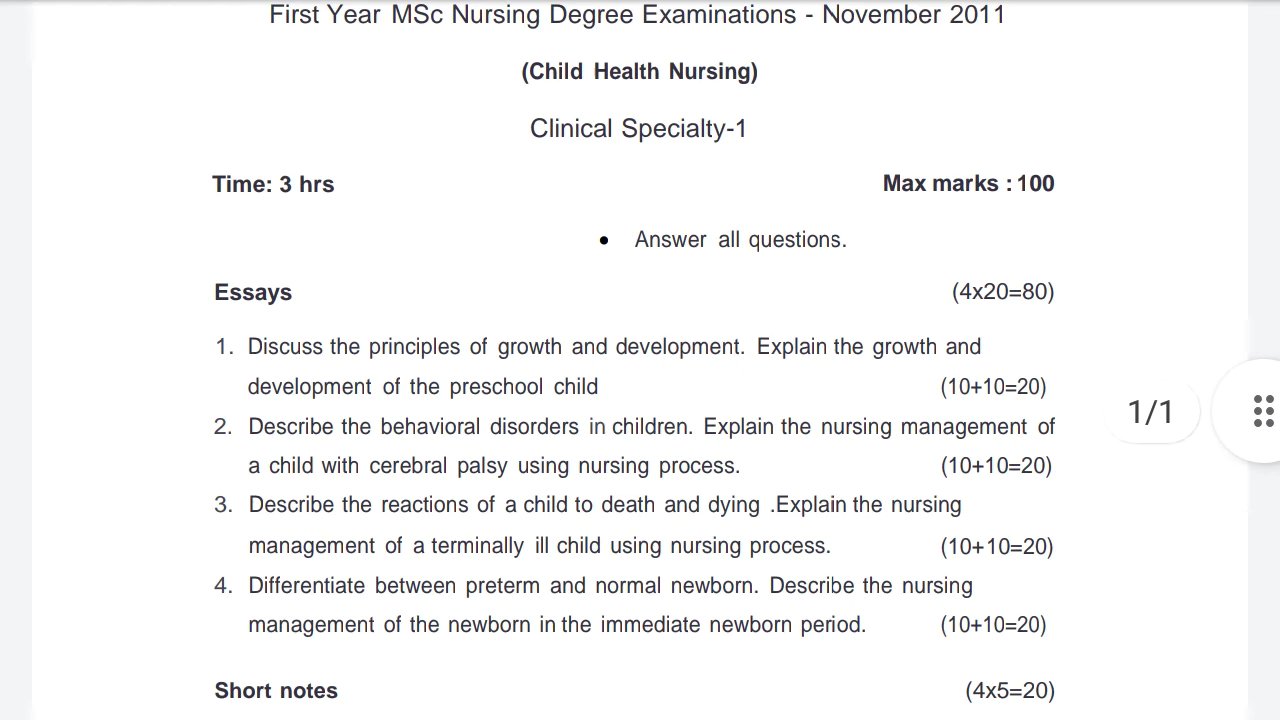 First Year MSc Nursing Degree Examinations - November 2011
(Child Health Nursing)
Clinical Specialty-1
Time: 3 hrs Max marks : 100
• Answer all questions.
Essays (4x20=80)
1. Discuss the principles of growth and development. Explain the growth and
development of the preschool child (10+10=20)
2. Describe the behavioral disorders in children. Explain the nursing management of
a child with cerebral palsy using nursing process. (10+10=20)
3. Describe the reactions of a child to death and dying .Explain the nursing
management of a terminally ill child using nursing process. (10+10=20)
4. Differentiate between preterm and normal newborn. Describe the nursing
management of the newborn in the immediate newborn period. (10+10=20)
1/1
Short notes (4x5=20)